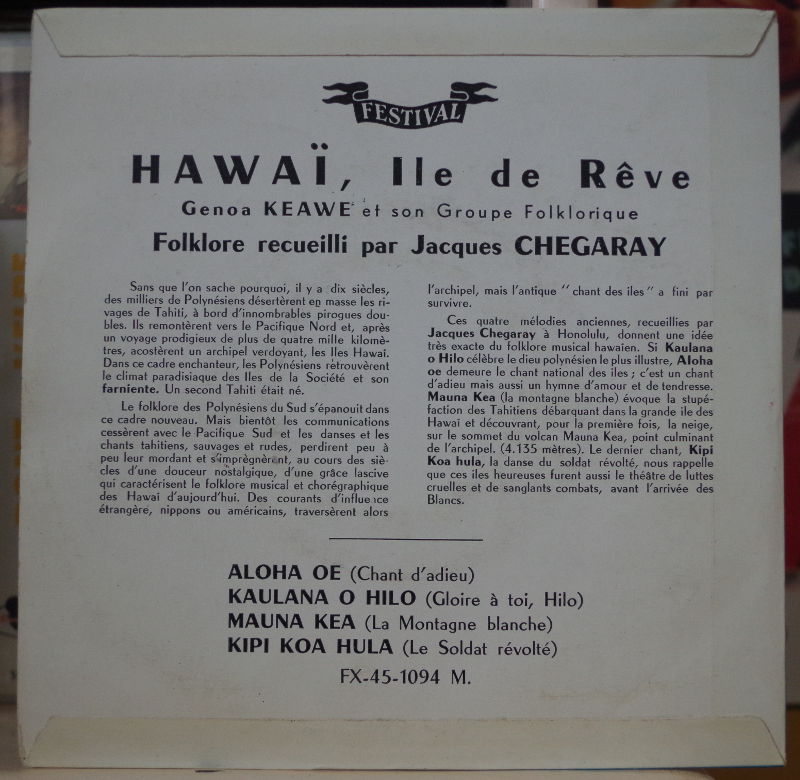 FESTIVAL
HAWAÏ, Ile de Rêve
Genoa KEAWE et son Groupe Folklorique
Folklore recueilli par Jacques CHEGARAY
Sans que l'on sache pourquoi, il y a dix siècles,
des milliers de Polynésiens désertèrent en masse les ri-
vages de Tahiti, à bord d'innombrables pirogues dou-
bles. Ils remontèrent vers le Pacifique Nord et, après
un voyage prodigieux de plus de quatre mille kilomè-
tres, acostèrent un archipel verdoyant, les Iles Hawaï.
Dans ce cadre enchanteur, les Polynésiens retrouvèrent
le climat paradisiaque des Iles de la Société et son
farniente. Un second Tahiti était né.
Le folklore des Polynésiens du Sud s'épanouit dans
ce cadre nouveau. Mais bientôt les communications
cessèrent avec le Pacifique Sud et les danses et les
chants tahitiens, sauvages et rudes, perdirent peu à
peu leur mordant et s'imprégnèrent, au cours des siè-
cles d'une douceur nostalgique, d'une grâce lascive
qui caractérisent le folklore musical et chorégraphique
des Hawaï d'aujourd'hui. Des courants d'influence
étrangère, nippons ou américains, traversèrent alors
l'archipel, mais l'antique "chant des iles" a fini par
survivre.
Ces quatre mélodies anciennes, recueillies par
Jacques Chegaray à Honolulu, donnent une idée
très exacte du folklore musical hawaïen. Si Kaulana
o Hilo célèbre le dieu polynésien le plus illustre, Aloha
oe demeure le chant national des iles ; c'est un chant
d'adieu mais aussi un hymne d'amour et de tendresse.
Mauna Kea (la montagne blanche) évoque la stupé-
faction des Tahitiens débarquant dans la grande ile des
Hawaï et découvrant, pour la première fois, la neige,
sur le sommet du volcan Mauna Kea, point culminant
de l'archipel. (4.135 mètres). Le dernier chant, Kipi
Koa hula, la danse du soldat révolté, nous rappelle
que ces iles heureuses furent aussi le théâtre de luttes
cruelles et de sanglants combats, avant l'arrivée des
Blancs.
ALOHA OE (Chant d'adieu)
KAULANA O HILO (Gloire à toi, Hilo)
MAUNA KEA (La Montagne blanche)
KIPI KOA HULA (Le Soldat révolté)
FX-45-1094 M.